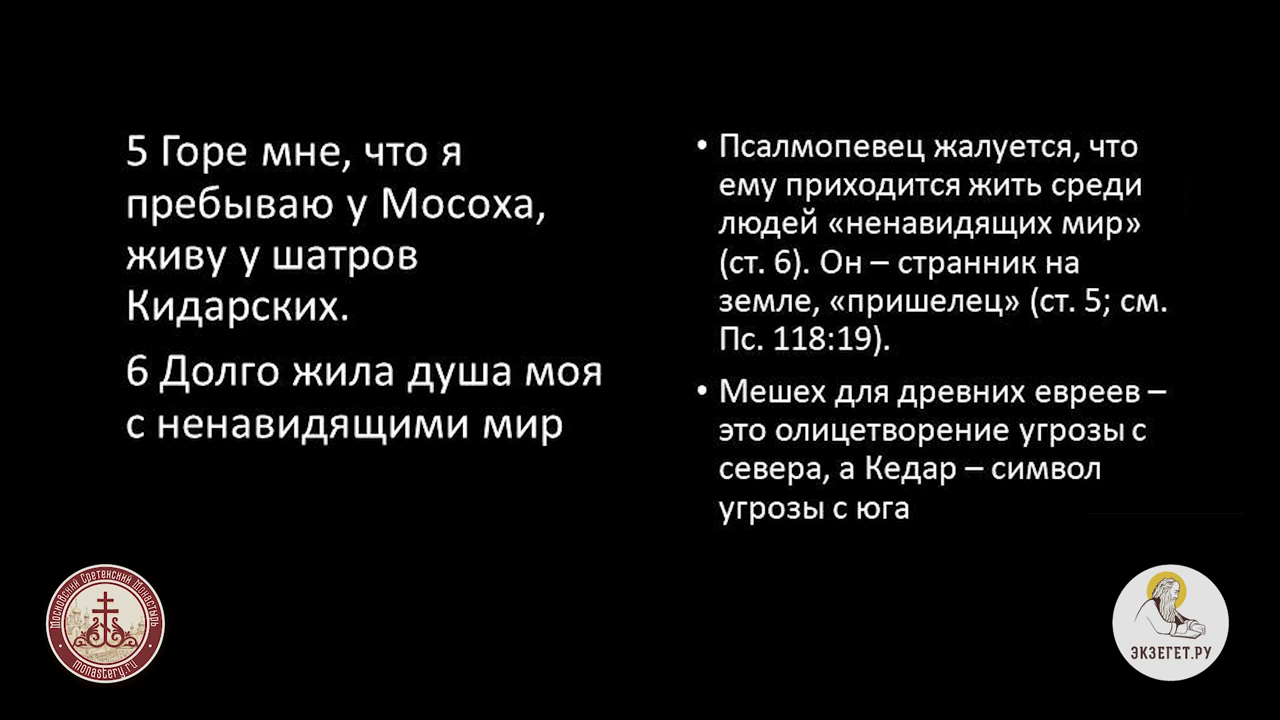 5 Горе мне, что я
пребываю у Мосоха,
живу у шатров
Кидарских.
6 Долго жила душа моя
с ненавидящими мир
• Псалмопевец жалуется, что
ему приходится жить среди
людей «ненавидящих мир»
(ст. 6). Он – странник на
земле, «пришелец» (ст. 5; см.
Пс. 118:19).
• Мешех для древних евреев –
это олицетворение угрозы с
севера, а Кедар – символ
угрозы с юга
Московский Сретенский Монастырь
monastery.ru
ЭКЗЕГЕТ.РУ